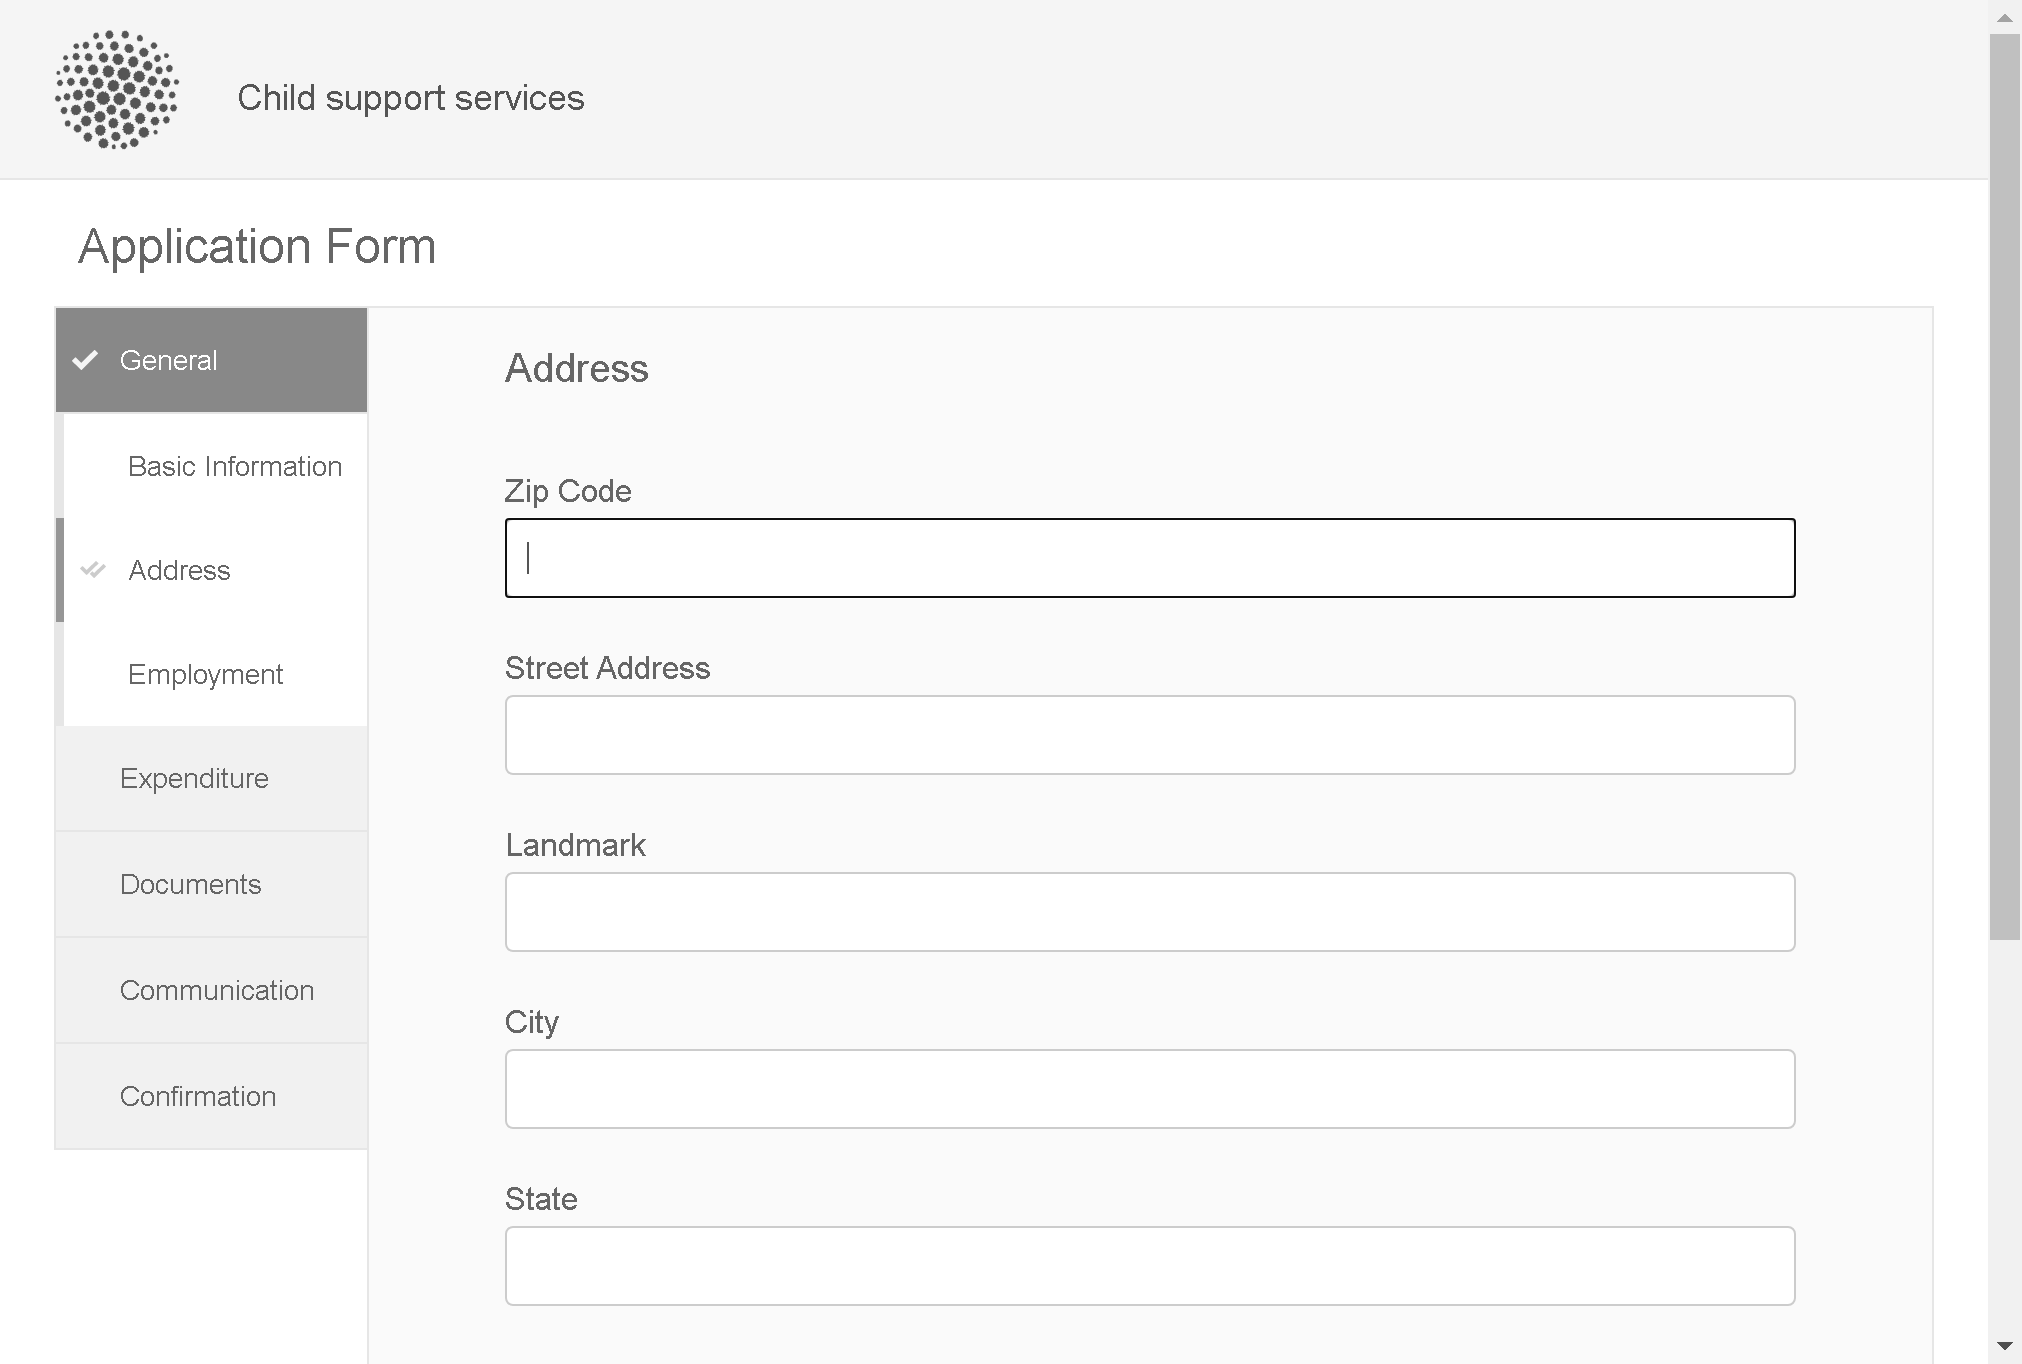 Child support services
Application Form
General
Basic Information
Address
Employment
Expenditure
Documents
Communication
Confirmation
Address
Zip Code
Street Address
Landmark
City
State